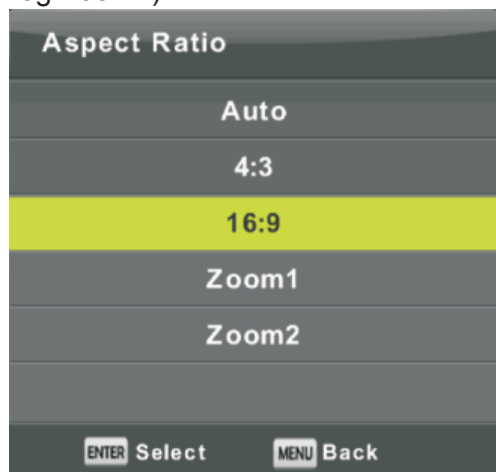 Aspect Ratio
Auto
4:3
16:9
Zoom1
Zoom2
ENTER Select MENU Back